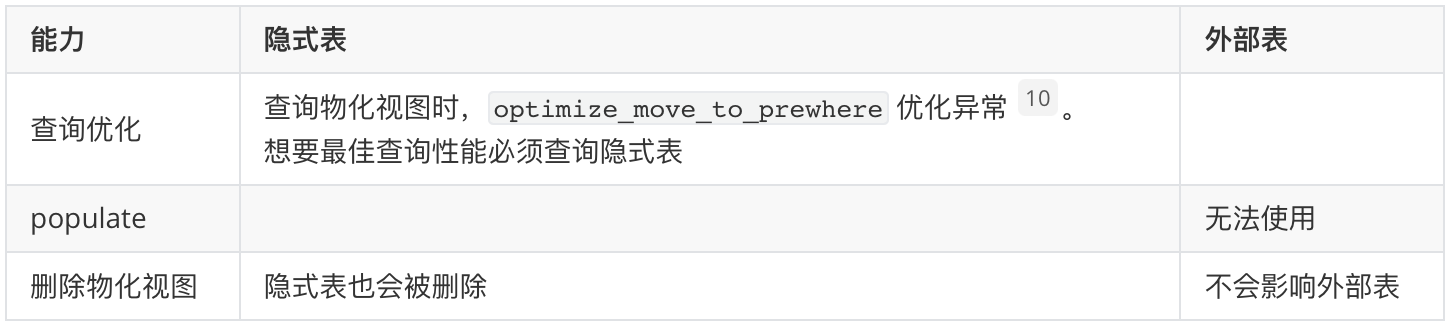 能力 隐式表 外部表
查询物化视图时，optimize_move_to_prewhere 优化异常 10 。
查询优化
想要最佳查询性能必须查询隐式表
populate 无法使用
删除物化视图 隐式表也会被删除 不会影响外部表